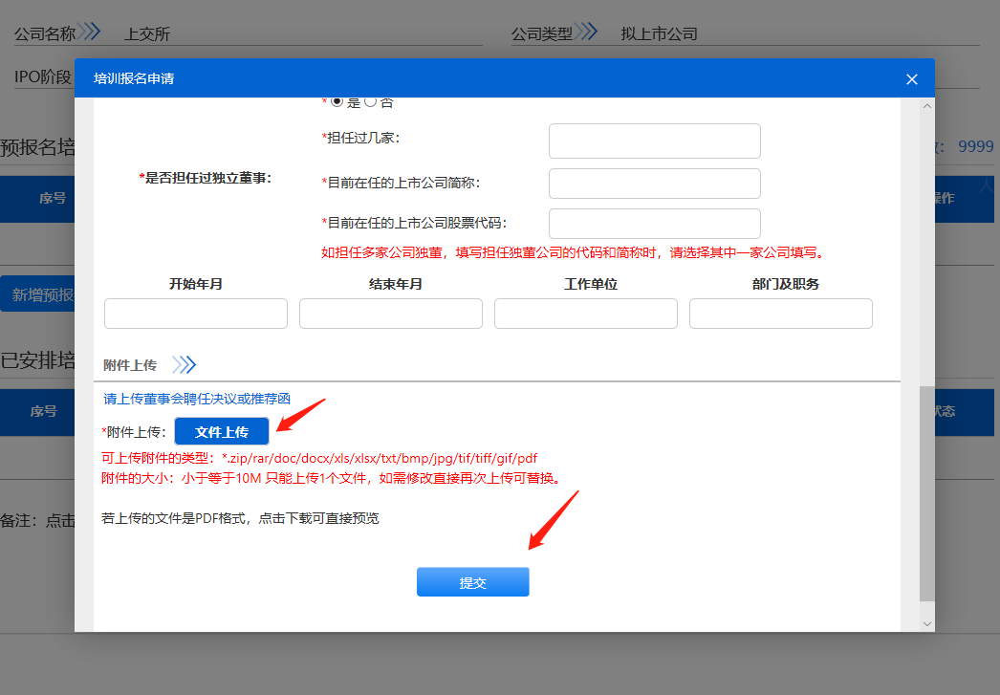 公司名称 上交所 公司类型 拟上市公司
IPO阶段
培训报名申请
*是 否
*担任过几家：
*是否担任过独立董事：
*目前在任的上市公司简称：
*目前在任的上市公司股票代码：
如担任多家公司独董，填写担任独董公司的代码和简称时，请选择其中一家公司填写。
开始年月 结束年月 工作单位 部门及职务
附件上传
请上传董事会聘任决议或推荐函
*附件上传： 文件上传
可上传附件的类型：*.zip/rar/doc/docx/xls/xlsx/txt/bmp/jpg/tif/tiff/gif/pdf
附件的大小：小于等于10M 只能上传1个文件，如需修改直接再次上传可替换。
若上传的文件是PDF格式，点击下载可直接预览
提交
预报名培
： 9999
序号
操作
新增预报
已安排培
序号
状态
备注：点击